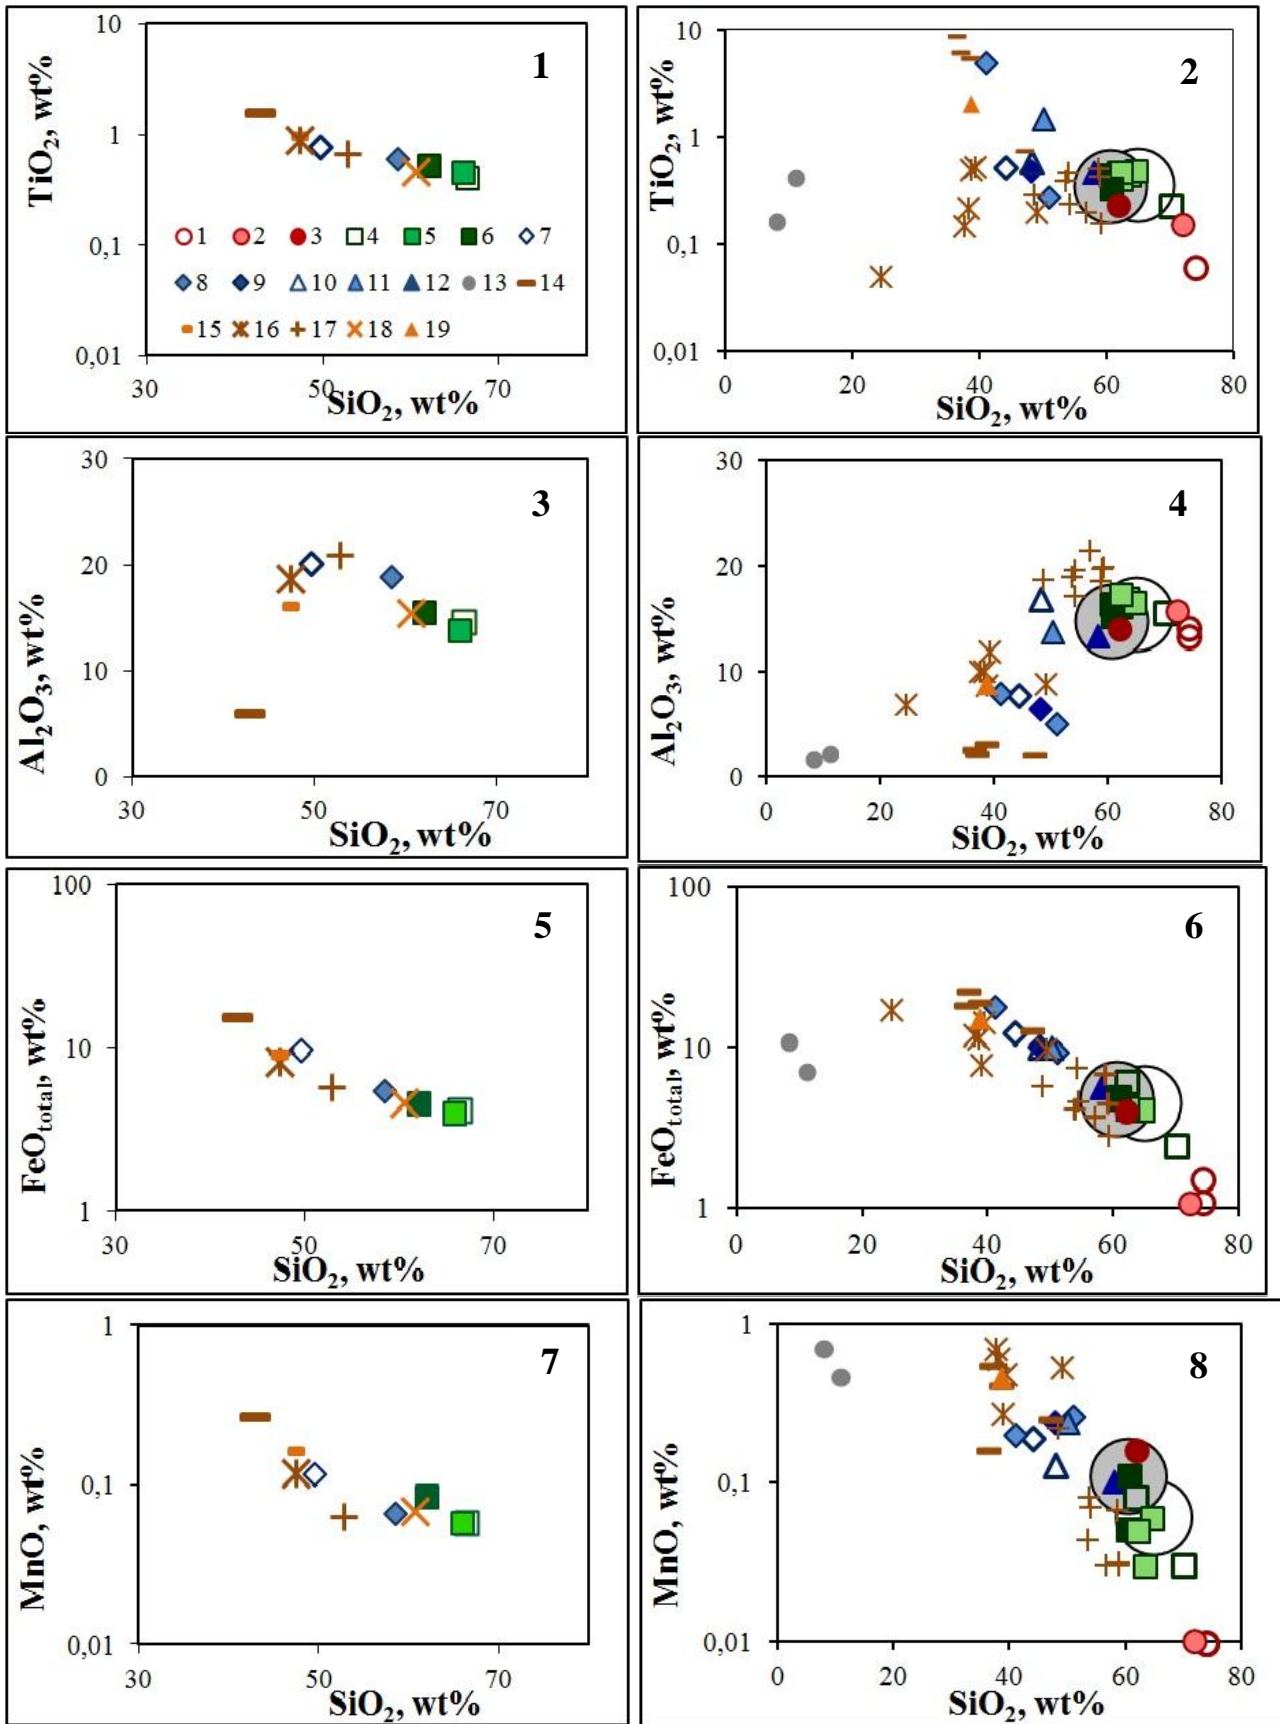 10
1
TiO₂, wt%
1
0,1
1 2 3 4 5 6 7
8 9 10 11 12 13 14
15 16 17 18 19
0,01
30 50 70
SiO₂, wt%
10
2
TiO₂, wt%
1
0,1
0,01
0 20 40 60 80
SiO₂, wt%
30
3
Al₂O₃, wt%
20
10
0
30 50 70
SiO₂, wt%
30
4
Al₂O₃, wt%
20
10
0
0 20 40 60 80
SiO₂, wt%
100
5
FeOtotal, wt%
10
1
30 50 70
SiO₂, wt%
100
6
FeOtotal, wt%
10
1
0 20 40 60 80
SiO₂, wt%
1
7
MnO, wt%
0,1
0,01
30 50 70
SiO₂, wt%
1
8
MnO, wt%
0,1
0,01
0 20 40 60 80
SiO₂, wt%